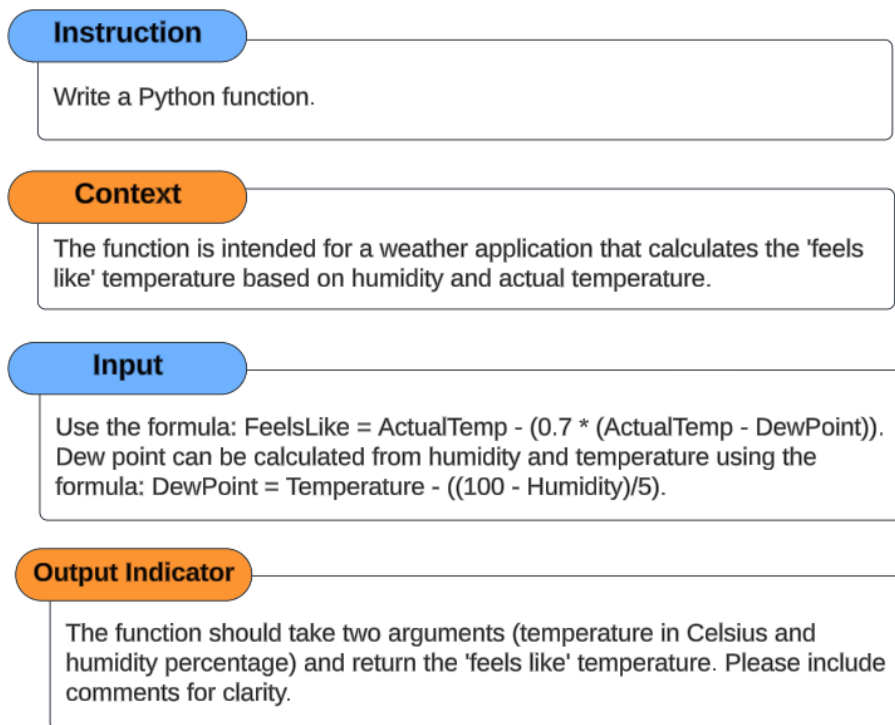 Instruction
Write a Python function.
Context
The function is intended for a weather application that calculates the 'feels
like' temperature based on humidity and actual temperature.
Input
Use the formula: FeelsLike = ActualTemp - (0.7 * (ActualTemp - DewPoint)).
Dew point can be calculated from humidity and temperature using the
formula: DewPoint = Temperature - ((100 - Humidity)/5).
Output Indicator
The function should take two arguments (temperature in Celsius and
humidity percentage) and return the 'feels like' temperature. Please include
comments for clarity.